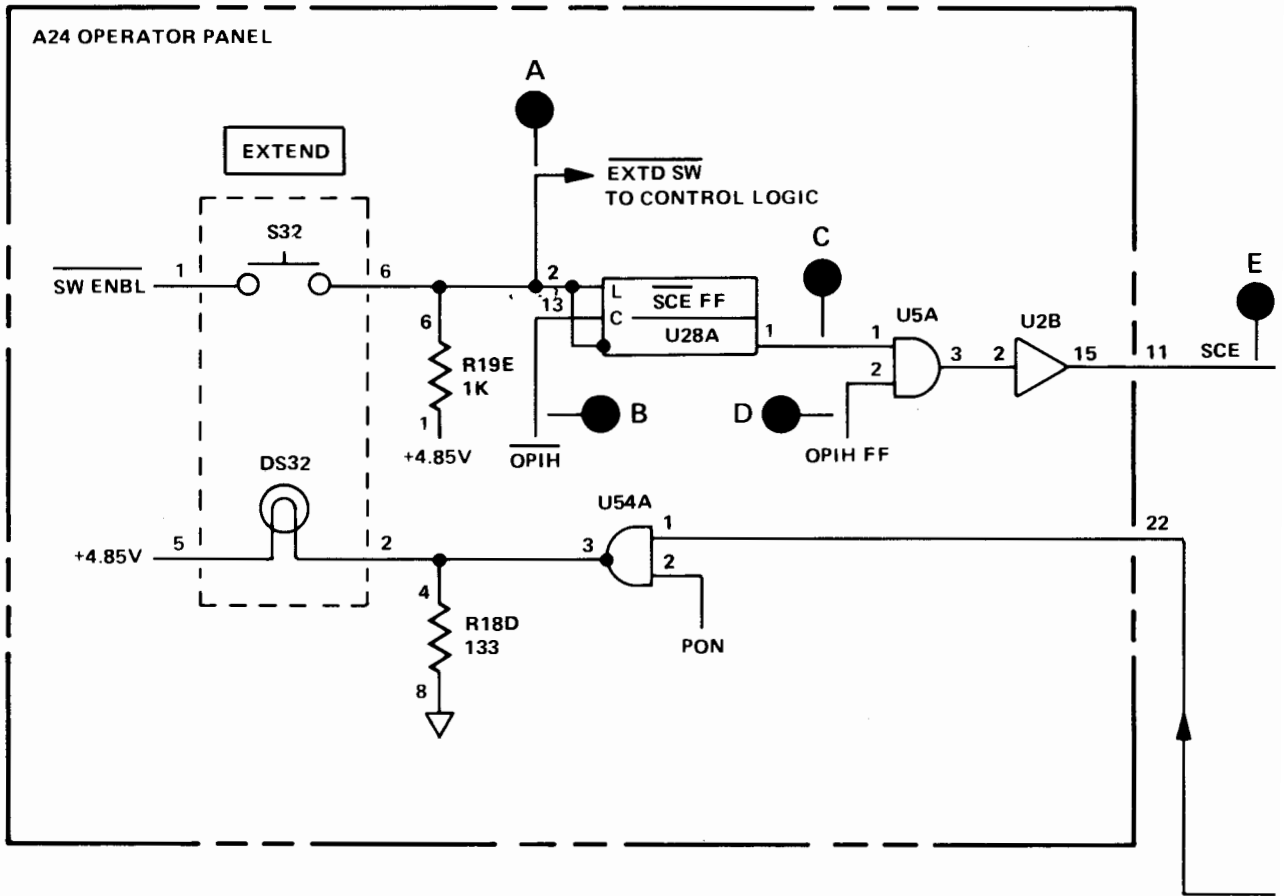 A24 OPERATOR PANEL
A
EXTEND
EXTD SW
TO CONTROL LOGIC
S32
C
E
SW ENBL
1
6
2
L
SCE FF
13
C
U28A
1
U5A
1
2
3
U2B
2
15
11
SCE
6
R19E
1K
1
+4.85V
B
OPIH
D
OPIH FF
DS32
U54A
1
22
+4.85V
5
2
3
2
4
R18D
133
PON
8